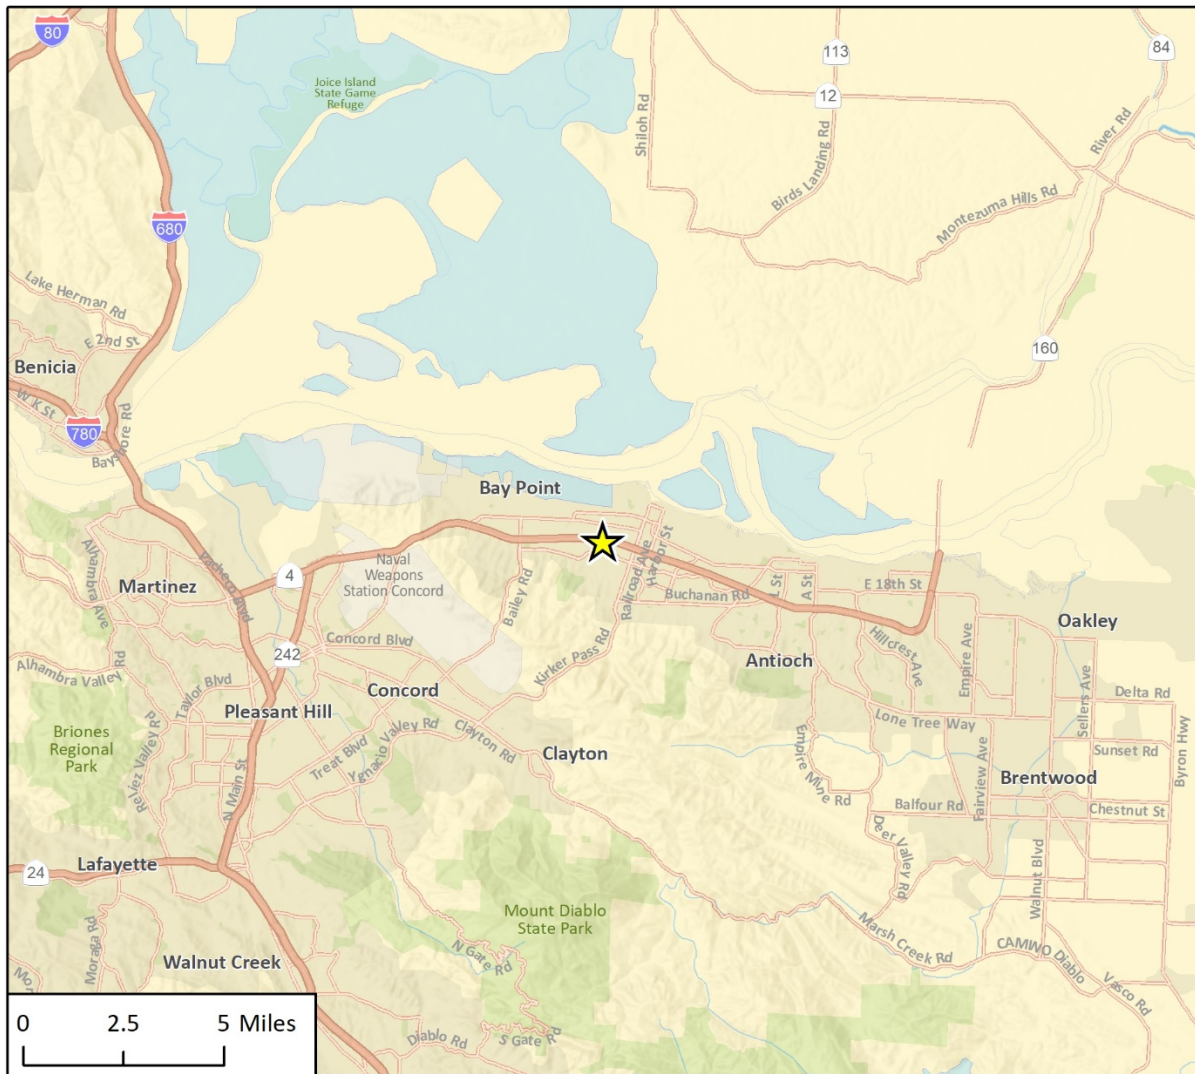 80
113
84
Joice Island
State Game
Refuge
12
Shiloh Rd
River Rd
Birds Landing Rd
Montezuma Hills Rd
680
Lake Herman Rd
E 2nd St
160
Benicia
W K St
780
Bayshore Rd
Bay Point
Alhambra Ave
Martinez
Pacheco Blvd
4
Naval
Weapons
Station Concord
Bailey Rd
Railroad Ave
Harbor St
Buchanan Rd
L St
A St
E 18th St
Oakley
242
Concord Blvd
Kirker Pass Rd
Antioch
Hillcrest Ave
Empire Ave
Sellers Ave
Delta Rd
Alhambra Valley Rd
Taylor Blvd
Concord
Pleasant Hill
Briones
Regional
Park
Reliez Valley Rd
N Main St
Treat Blvd
Ygnacio Valley Rd
Clayton Rd
Clayton
Lone Tree Way
Empire Mine Rd
Fairview Ave
Sunset Rd
Byron Hwy
Brentwood
Balfour Rd
Chestnut St
Deer Valley Rd
24
Lafayette
Walnut Blvd
Mount Diablo
State Park
Moraga Rd
Walnut Creek
N Gate Rd
Marsh Creek Rd
CAMINO Diablo
Vasco Rd
S Gate Rd
Diablo Rd
0 2.5 5 Miles